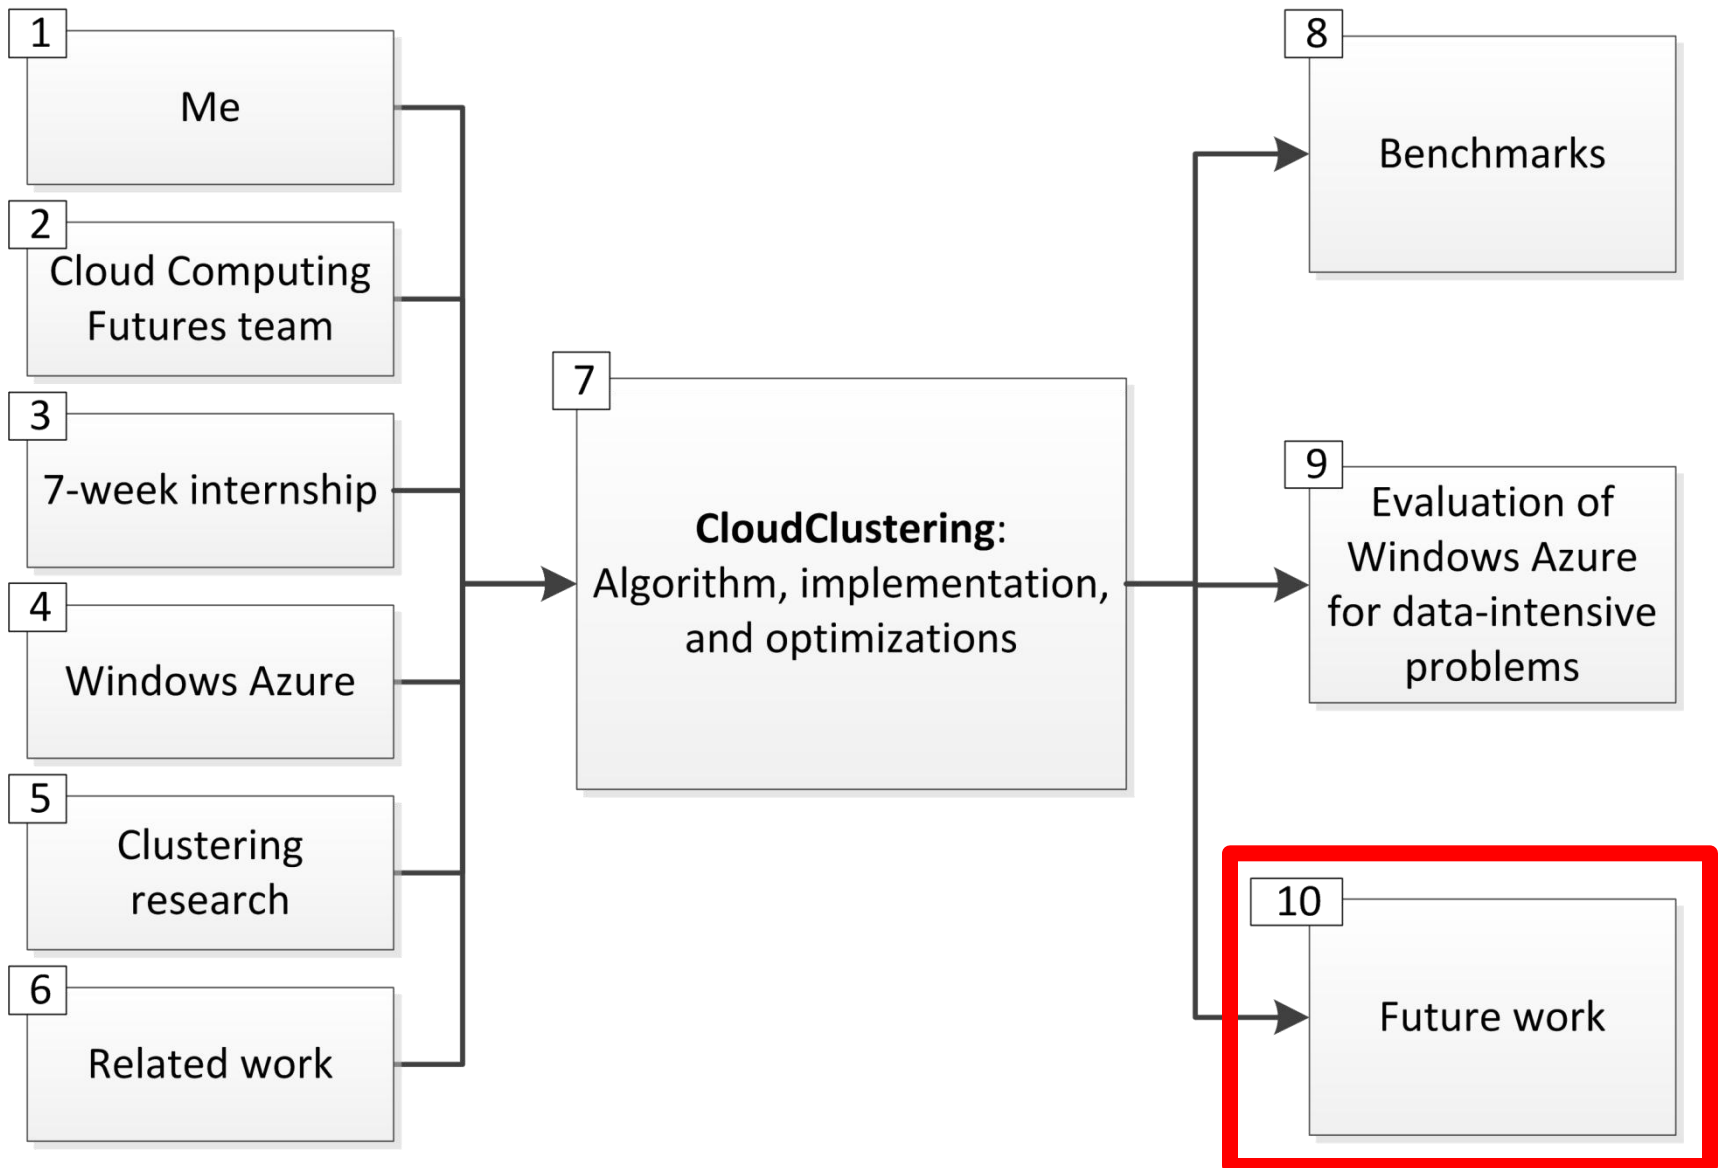 1
Me
2
Cloud Computing
Futures team
3
7-week internship
4
Windows Azure
5
Clustering
research
6
Related work
7
CloudClustering:
Algorithm, implementation,
and optimizations
8
Benchmarks
9
Evaluation of
Windows Azure
for data-intensive
problems
10
Future work